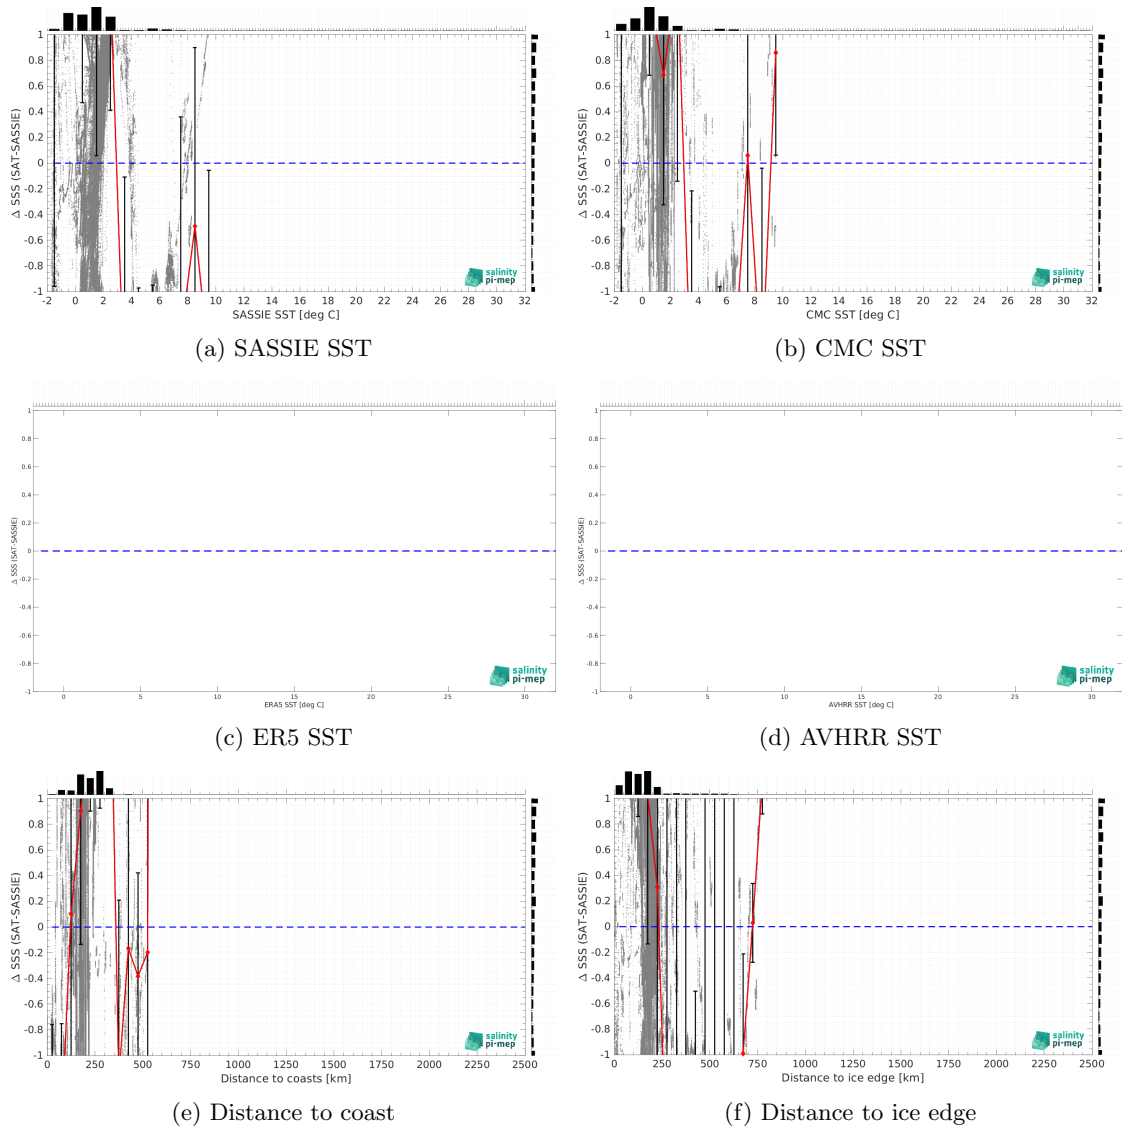 1
0.8
0.6
0.4
0.2
0
-0.2
-0.4
-0.6
-0.8
-1
Δ SSS (SAT-SASSIE)
-2 0 2 4 6 8 10 12 14 16 18 20 22 24 26 28 30 32
SASSIE SST [deg C]
salinity
pi-mep
(a) SASSIE SST
1
0.8
0.6
0.4
0.2
0
-0.2
-0.4
-0.6
-0.8
-1
Δ SSS (SAT-SASSIE)
-2 0 2 4 6 8 10 12 14 16 18 20 22 24 26 28 30 32
CMC SST [deg C]
salinity
pi-mep
(b) CMC SST
1
0.8
0.6
0.4
0.2
0
-0.2
-0.4
-0.6
-0.8
-1
Δ SSS (SAT-SASSIE)
0 5 10 15 20 25 30
ERA5 SST [deg C]
salinity
pi-mep
(c) ER5 SST
1
0.8
0.6
0.4
0.2
0
-0.2
-0.4
-0.6
-0.8
-1
Δ SSS (SAT-SASSIE)
0 5 10 15 20 25 30
AVHRR SST [deg C]
salinity
pi-mep
(d) AVHRR SST
1
0.8
0.6
0.4
0.2
0
-0.2
-0.4
-0.6
-0.8
-1
Δ SSS (SAT-SASSIE)
0 250 500 750 1000 1250 1500 1750 2000 2250 2500
Distance to coasts [km]
salinity
pi-mep
(e) Distance to coast
1
0.8
0.6
0.4
0.2
0
-0.2
-0.4
-0.6
-0.8
-1
Δ SSS (SAT-SASSIE)
0 250 500 750 1000 1250 1500 1750 2000 2250 2500
Distance to ice edge [km]
salinity
pi-mep
(f) Distance to ice edge